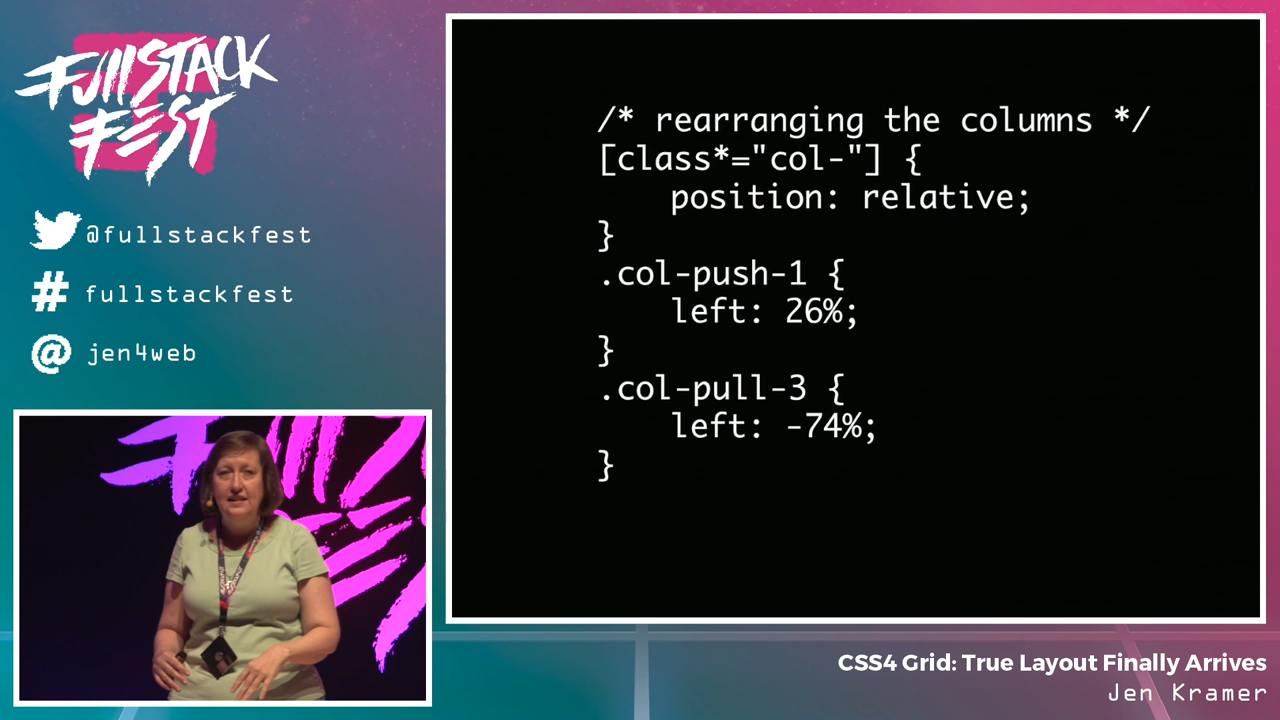 FullSTACK
FEST
@fullstackfest
# fullstackfest
@ jen4web
/* rearranging the columns */
[class*="col-"] {
    position: relative;
}
.col-push-1 {
    left: 26%;
}
.col-pull-3 {
    left: -74%;
}
CSS4 Grid: True Layout Finally Arrives
Jen Kramer